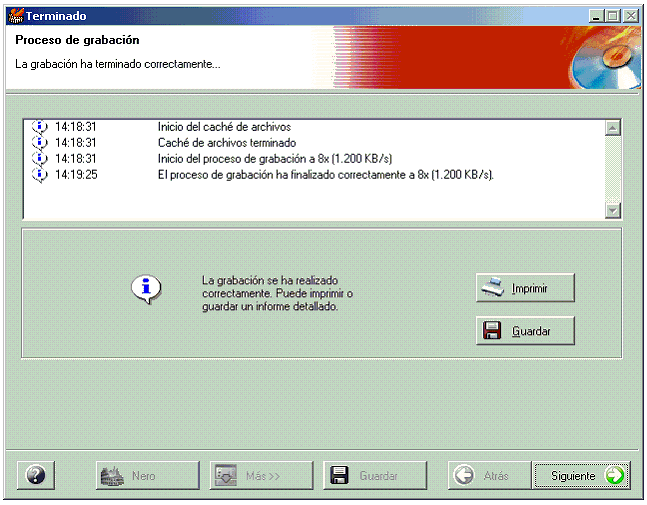 Terminado
Proceso de grabación
La grabación ha terminado correctamente...
14:18:31 Inicio del caché de archivos
14:18:31 Caché de archivos terminado
14:18:31 Inicio del proceso de grabación a 8x (1.200 KB/s)
14:19:25 El proceso de grabación ha finalizado correctamente a 8x (1.200 KB/s).
La grabación se ha realizado
correctamente. Puede imprimir o
guardar un informe detallado.
Imprimir
Guardar
Nero Más >> Guardar Atrás Siguiente